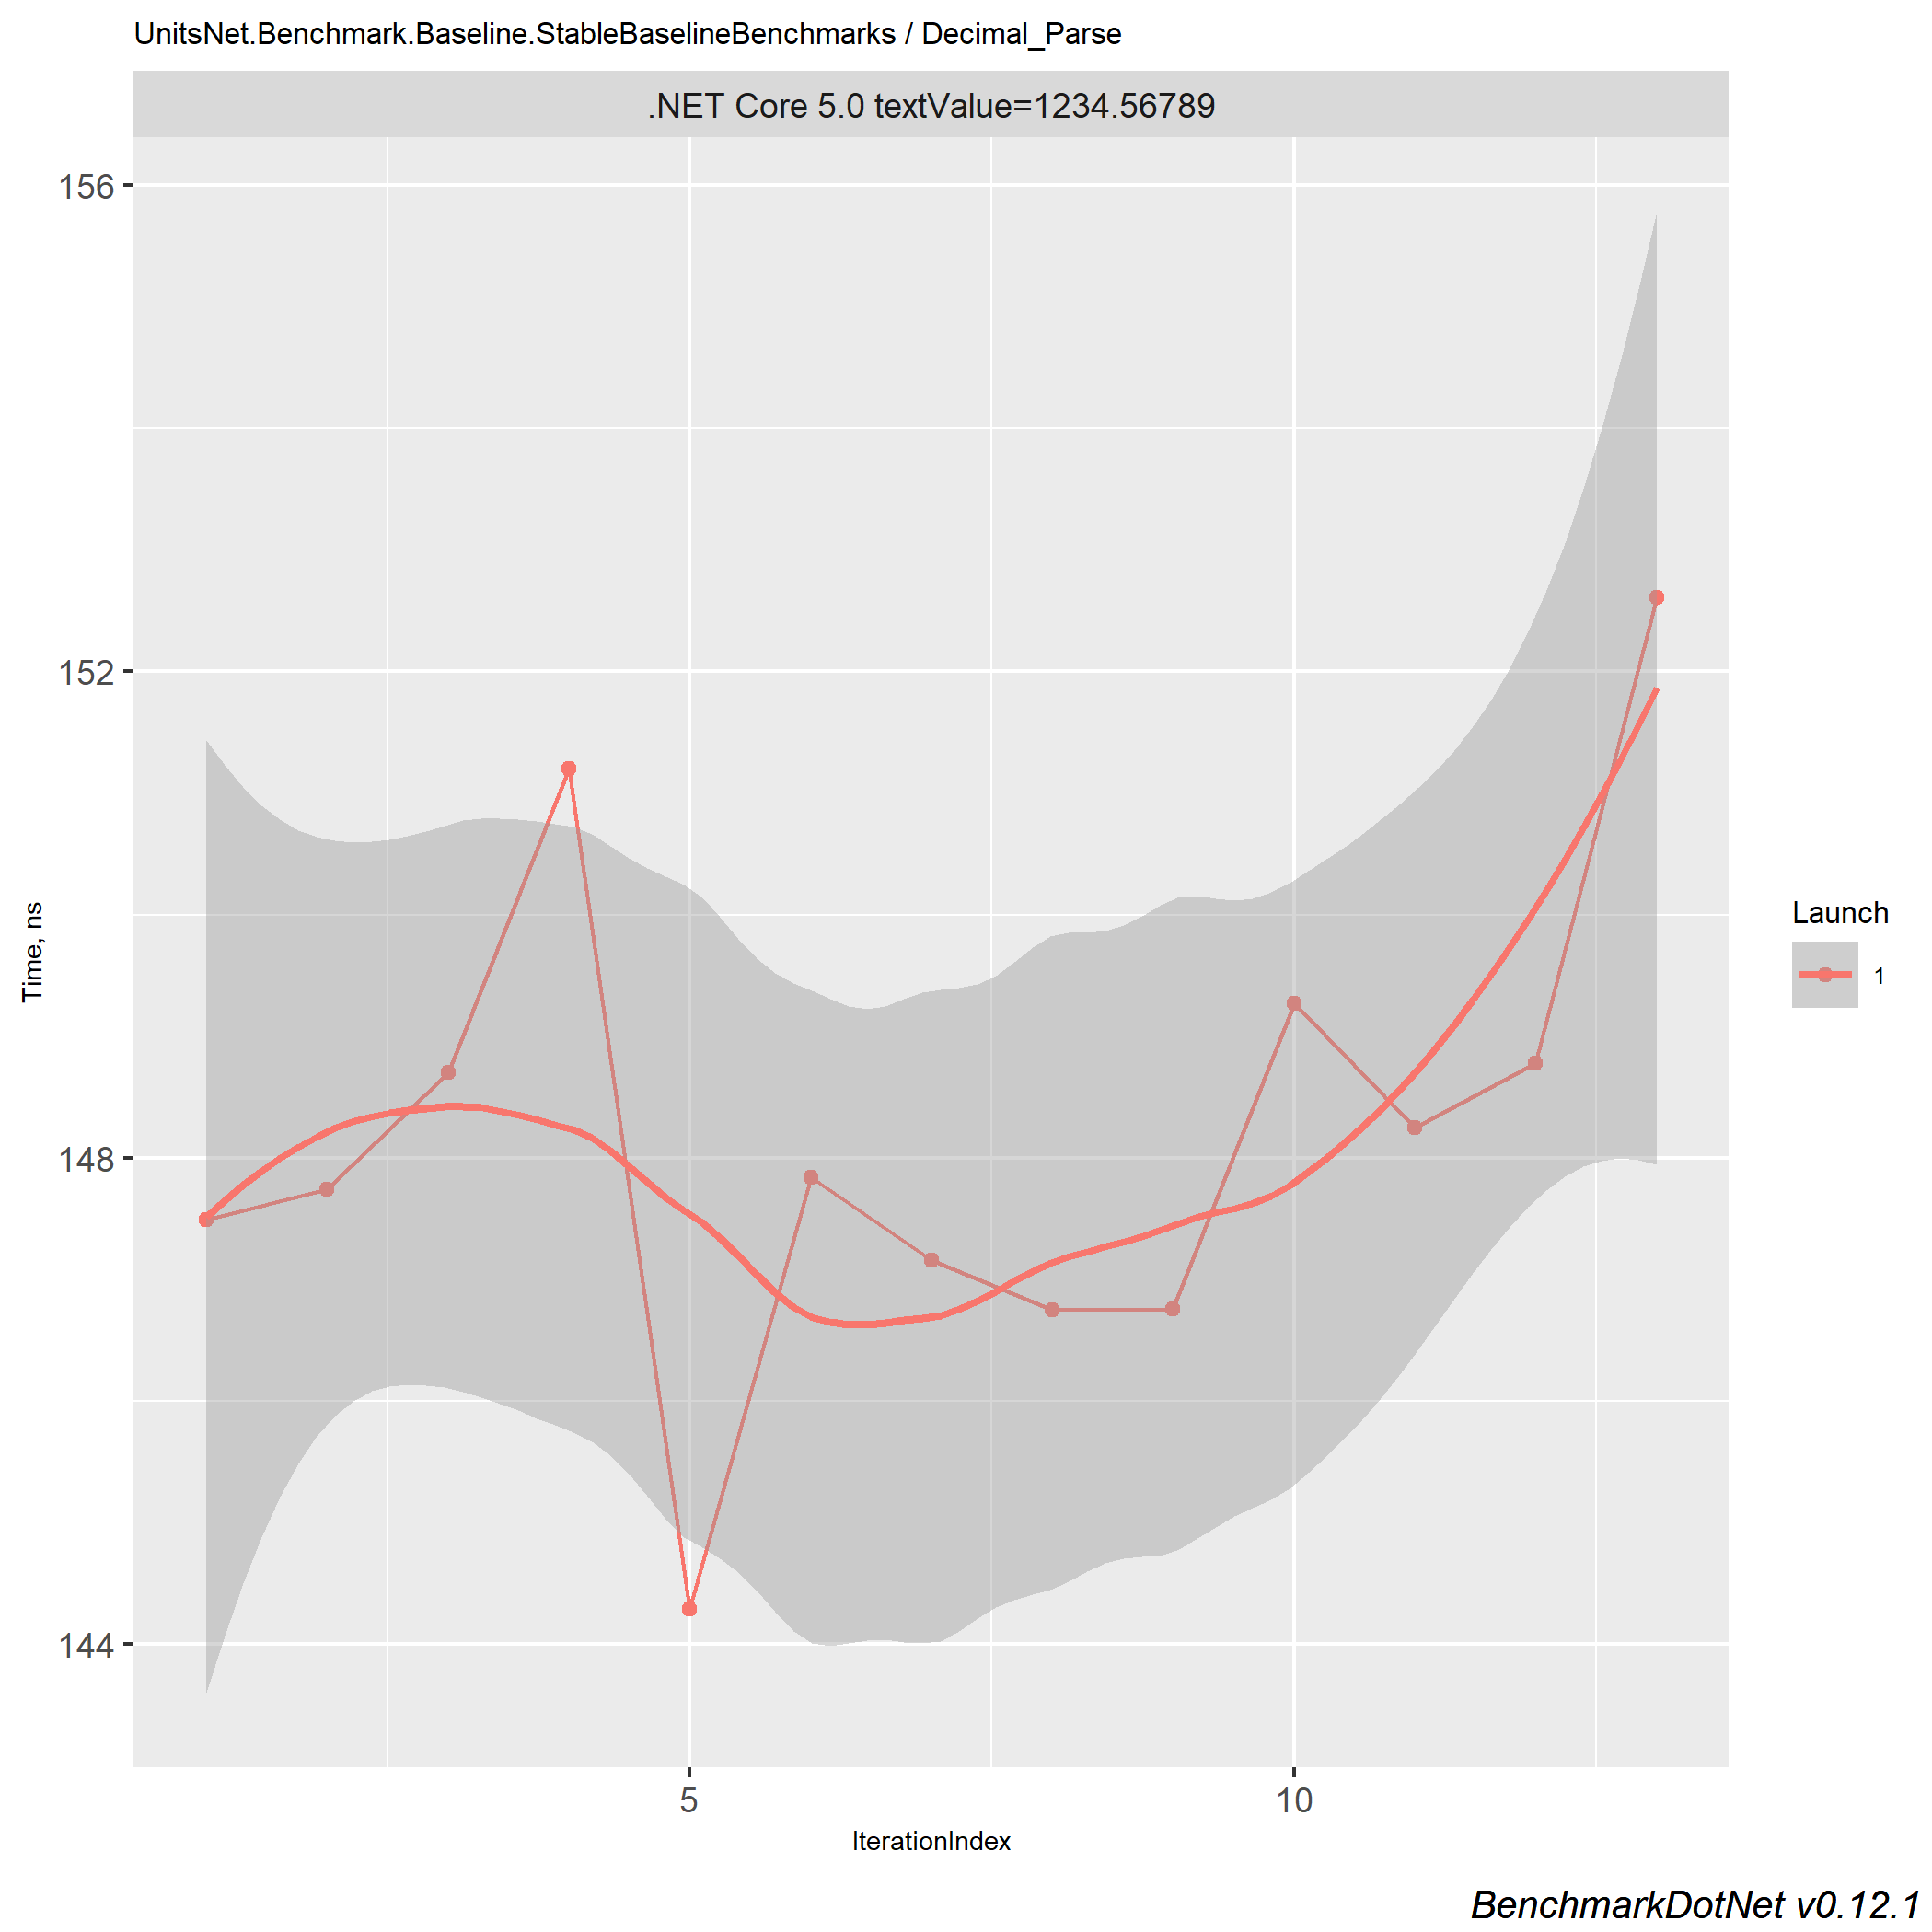 UnitsNet.Benchmark.Baseline.StableBaselineBenchmarks / Decimal_Parse
.NET Core 5.0 textValue=1234.56789
156
152
148
144
Time, ns
5
10
IterationIndex
Launch
1
BenchmarkDotNet v0.12.1